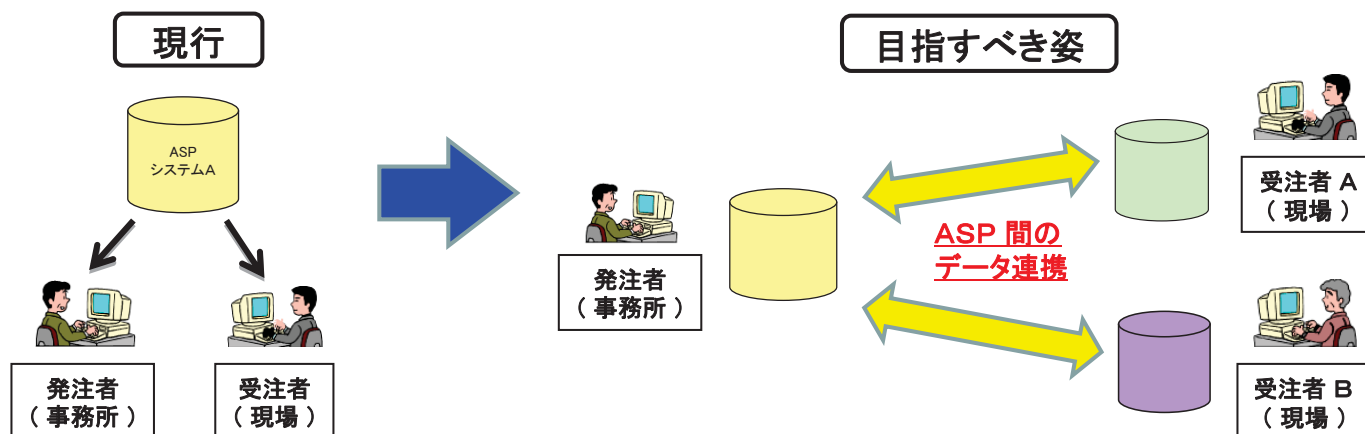 現行
ASP
システムA
発注者
（ 事務所 ）
受注者
（ 現場 ）
目指すべき姿
発注者
（ 事務所 ）
ASP 間の
データ連携
受注者 A
（ 現場 ）
受注者 B
（ 現場 ）